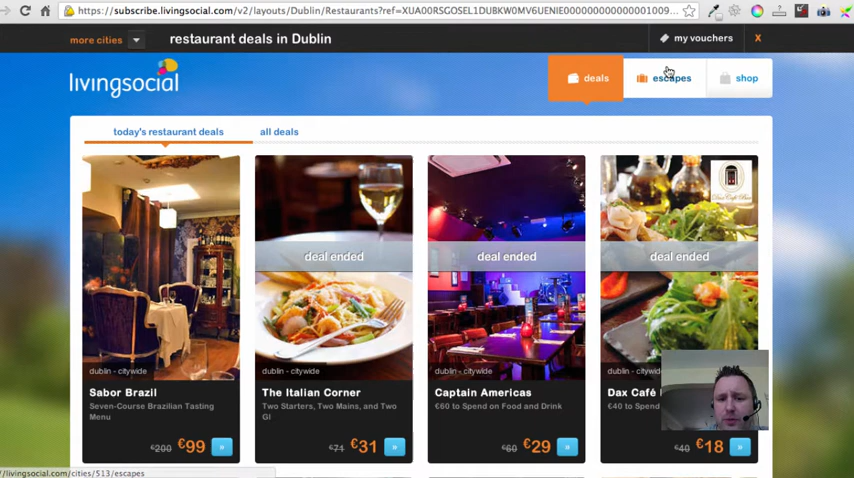 https://subscribe.livingsocial.com/v2/layouts/Dublin/Restaurants?ref=XUA00RSGOSEL1DUBKW0MV6UENIE00000000000001009...
more cities
restaurant deals in Dublin
my vouchers
X
livingsocial
deals
escapes
shop
today's restaurant deals
all deals
deal ended
deal ended
deal ended
dublin - citywide
Sabor Brazil
Seven-Course Brazilian Tasting
Menu
€200 €99 »
dublin - citywide
The Italian Corner
Two Starters, Two Mains, and Two
Gl
€71 €31 »
dublin - citywide
Captain Americas
€60 to Spend on Food and Drink
€60 €29 »
dublin - citywide
Dax Café
€40 to Spend
€40 €18 »
//livingsocial.com/cities/513/escapes